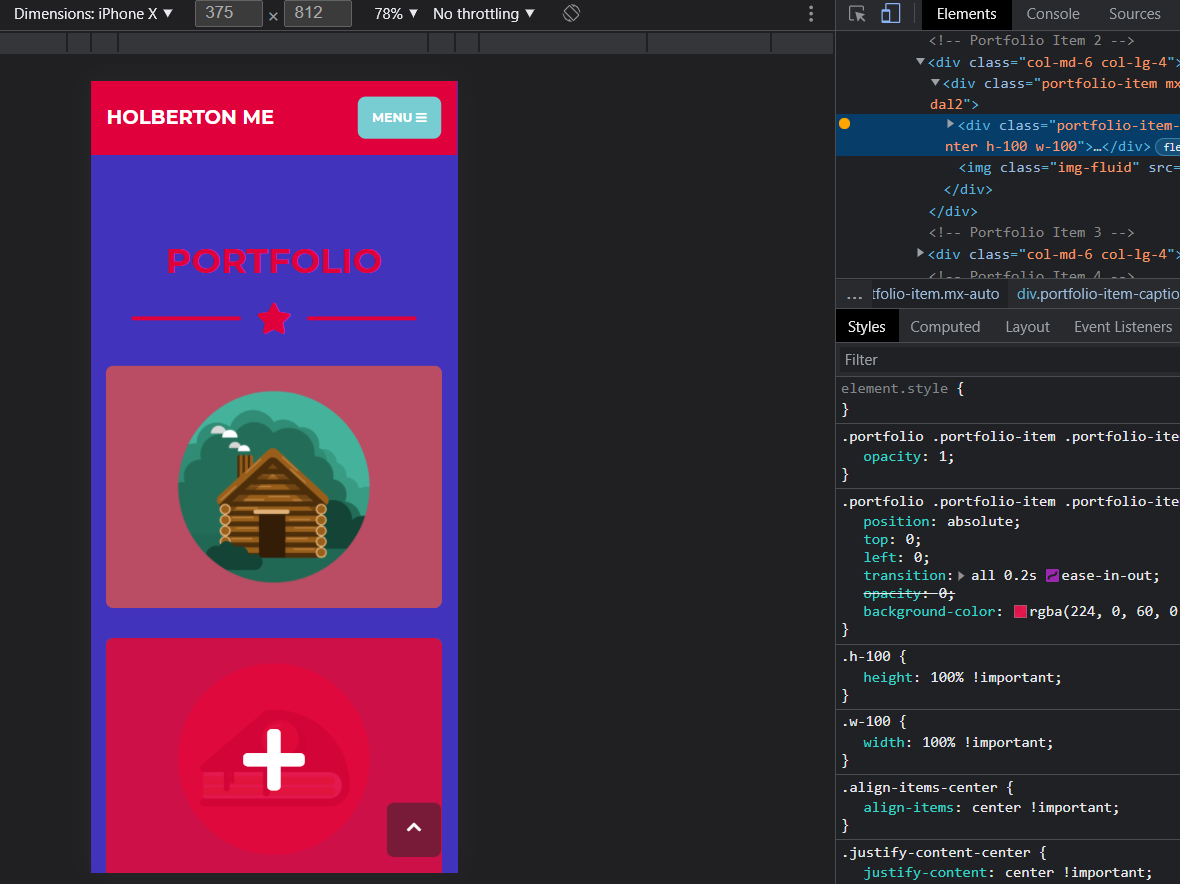 Dimensions: iPhone X ▼ 375 × 812 78% ▼ No throttling ▼
HOLBERTON ME
MENU
PORTFOLIO
Elements Console Sources
<!-- Portfolio Item 2 -->
▼<div class="col-md-6 col-lg-4">
▼<div class="portfolio-item mx
dal2">
▶<div class="portfolio-item-
nter h-100 w-100">…</div> fle
<img class="img-fluid" src=
</div>
</div>
<!-- Portfolio Item 3 -->
▶<div class="col-md-6 col-lg-4">
<!-- Portfolio Item 4 -->
... tfolio-item.mx-auto div.portfolio-item-captio
Styles Computed Layout Event Listeners
Filter
element.style {
}
.portfolio .portfolio-item .portfolio-ite
opacity: 1;
}
.portfolio .portfolio-item .portfolio-ite
position: absolute;
top: 0;
left: 0;
transition: ▶ all 0.2s ease-in-out;
opacity: 0;
background-color: rgba(224, 0, 60, 0
}
.h-100 {
height: 100% !important;
}
.w-100 {
width: 100% !important;
}
.align-items-center {
align-items: center !important;
}
.justify-content-center {
justify-content: center !important;